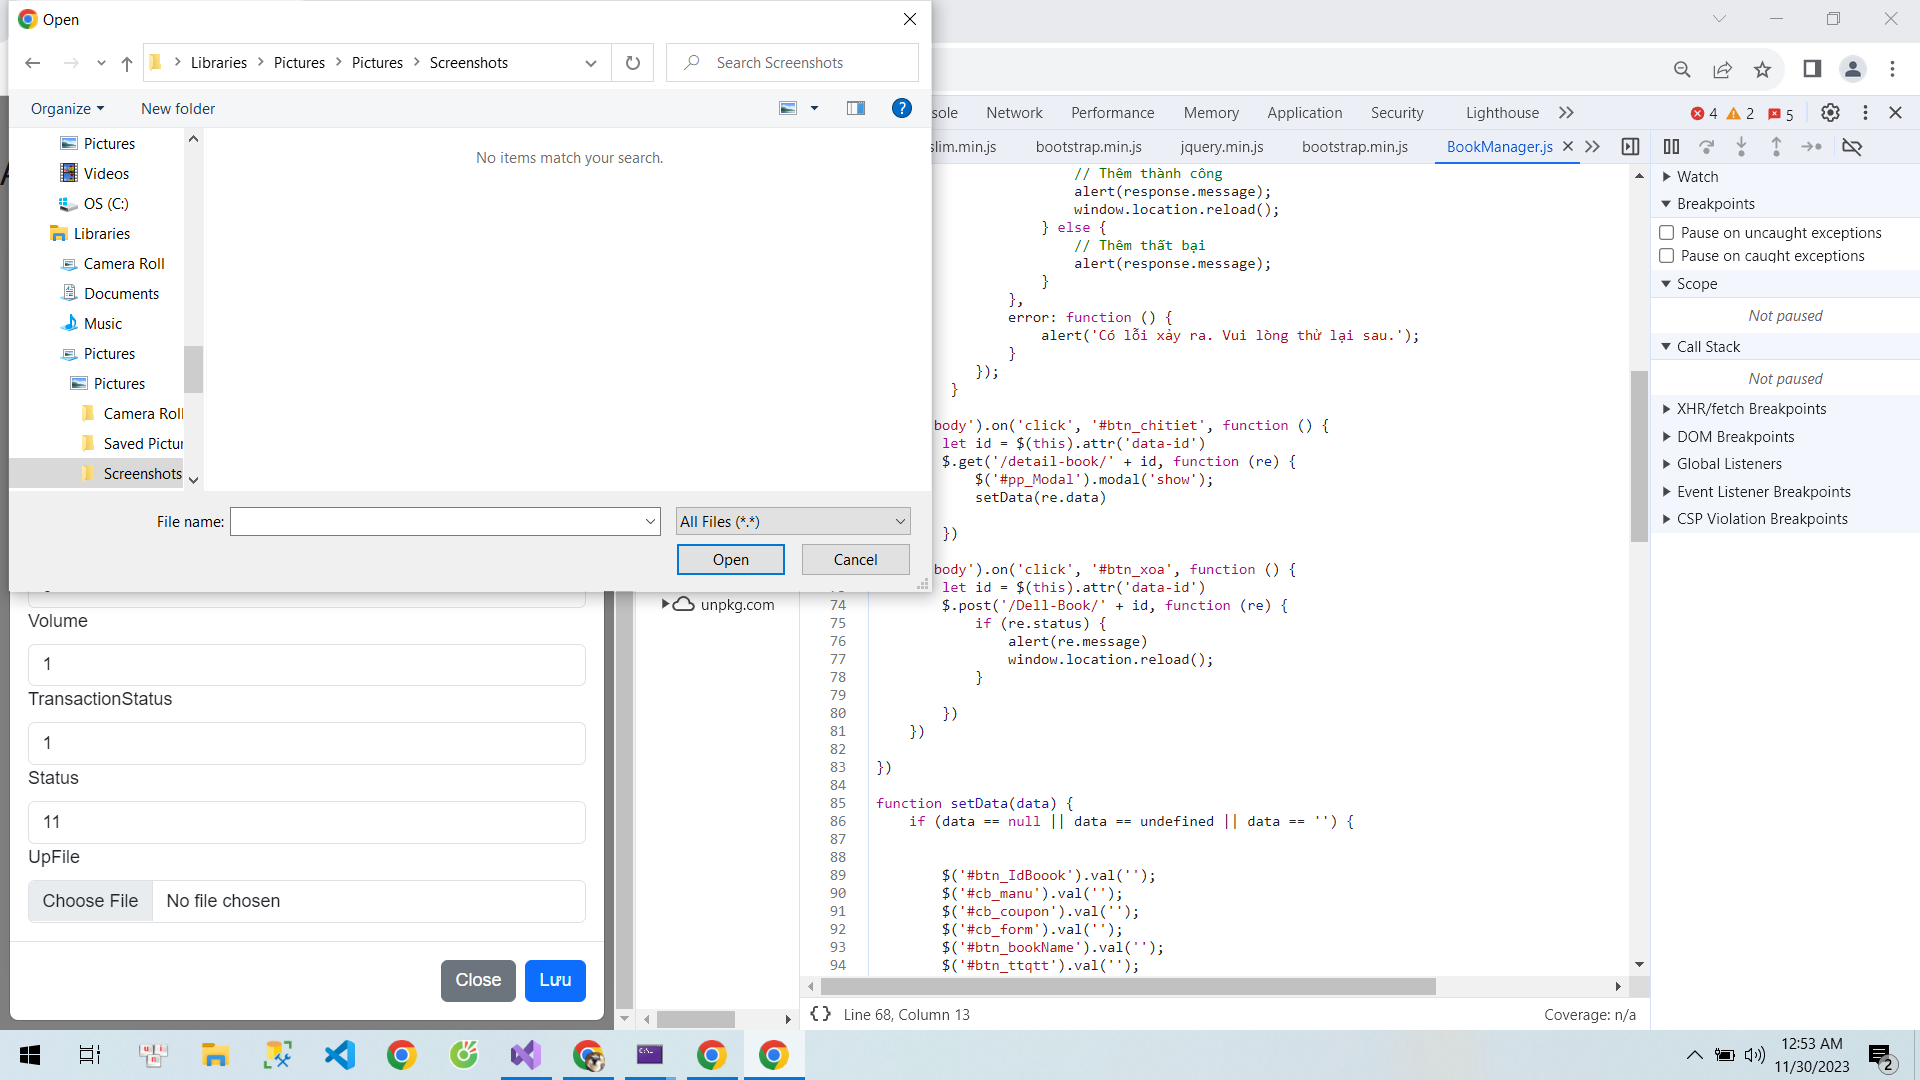 Open
Libraries
Pictures
Pictures
Screenshots
Search Screenshots
Organize
New folder
Pictures
Videos
OS (C:)
Libraries
Camera Roll
Documents
Music
Pictures
Pictures
Camera Roll
Saved Pictur
Screenshots
No items match your search.
File name:
All Files (*.*)
Open
Cancel
Volume
1
TransactionStatus
1
Status
11
UpFile
Choose File
No file chosen
Close
Lưu
unpkg.com
sole
Network
Performance
Memory
Application
Security
Lighthouse
4
2
5
slim.min.js
bootstrap.min.js
jquery.min.js
bootstrap.min.js
BookManager.js
// Thêm thành công
alert(response.message);
window.location.reload();
} else {
// Thêm thất bại
alert(response.message);
}
},
error: function () {
alert('Có lỗi xảy ra. Vui lòng thử lại sau.');
}
});
}
body').on('click', '#btn_chitiet', function () {
let id = $(this).attr('data-id')
$.get('/detail-book/' + id, function (re) {
$('#pp_Modal').modal('show');
setData(re.data)
})
body').on('click', '#btn_xoa', function () {
let id = $(this).attr('data-id')
74 $.post('/Dell-Book/' + id, function (re) {
75 if (re.status) {
76 alert(re.message)
77 window.location.reload();
78 }
79
80 })
81 })
82
83 })
84
85 function setData(data) {
86 if (data == null || data == undefined || data == '') {
87
88
89 $('#btn_IdBoook').val('');
90 $('#cb_manu').val('');
91 $('#cb_coupon').val('');
92 $('#cb_form').val('');
93 $('#btn_bookName').val('');
94 $('#btn_ttqtt').val('');
{} Line 68, Column 13
Coverage: n/a
Watch
Breakpoints
Pause on uncaught exceptions
Pause on caught exceptions
Scope
Not paused
Call Stack
Not paused
XHR/fetch Breakpoints
DOM Breakpoints
Global Listeners
Event Listener Breakpoints
CSP Violation Breakpoints
12:53 AM
11/30/2023
2